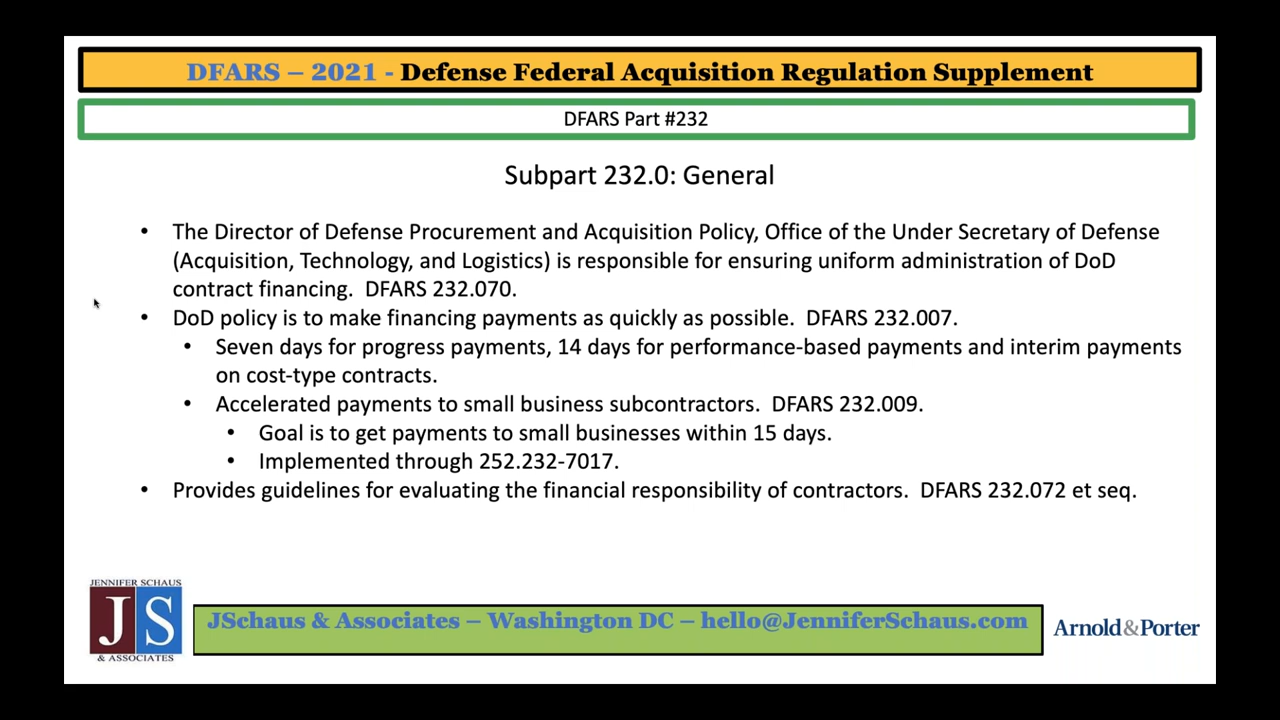 DFARS – 2021 - Defense Federal Acquisition Regulation Supplement
DFARS Part #232
Subpart 232.0: General
• The Director of Defense Procurement and Acquisition Policy, Office of the Under Secretary of Defense
(Acquisition, Technology, and Logistics) is responsible for ensuring uniform administration of DoD
contract financing. DFARS 232.070.
• DoD policy is to make financing payments as quickly as possible. DFARS 232.007.
• Seven days for progress payments, 14 days for performance-based payments and interim payments
on cost-type contracts.
• Accelerated payments to small business subcontractors. DFARS 232.009.
• Goal is to get payments to small businesses within 15 days.
• Implemented through 252.232-7017.
• Provides guidelines for evaluating the financial responsibility of contractors. DFARS 232.072 et seq.
JENNIFER SCHAUS
JS
& ASSOCIATES
JSchaus & Associates – Washington DC – hello@JenniferSchaus.com
Arnold&Porter